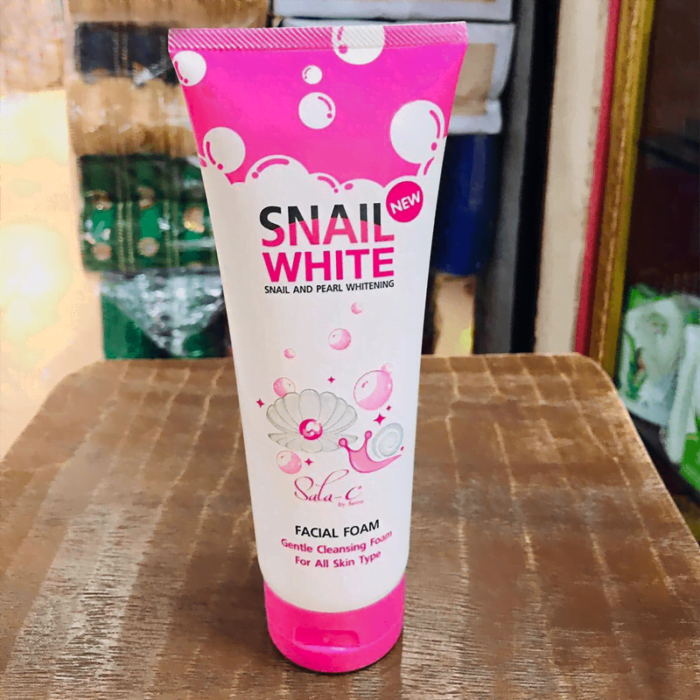 NEW
SNAIL
WHITE
SNAIL AND PEARL WHITENING
Sala-C
FACIAL FOAM
Gentle Cleansing Foam
For All Skin Type